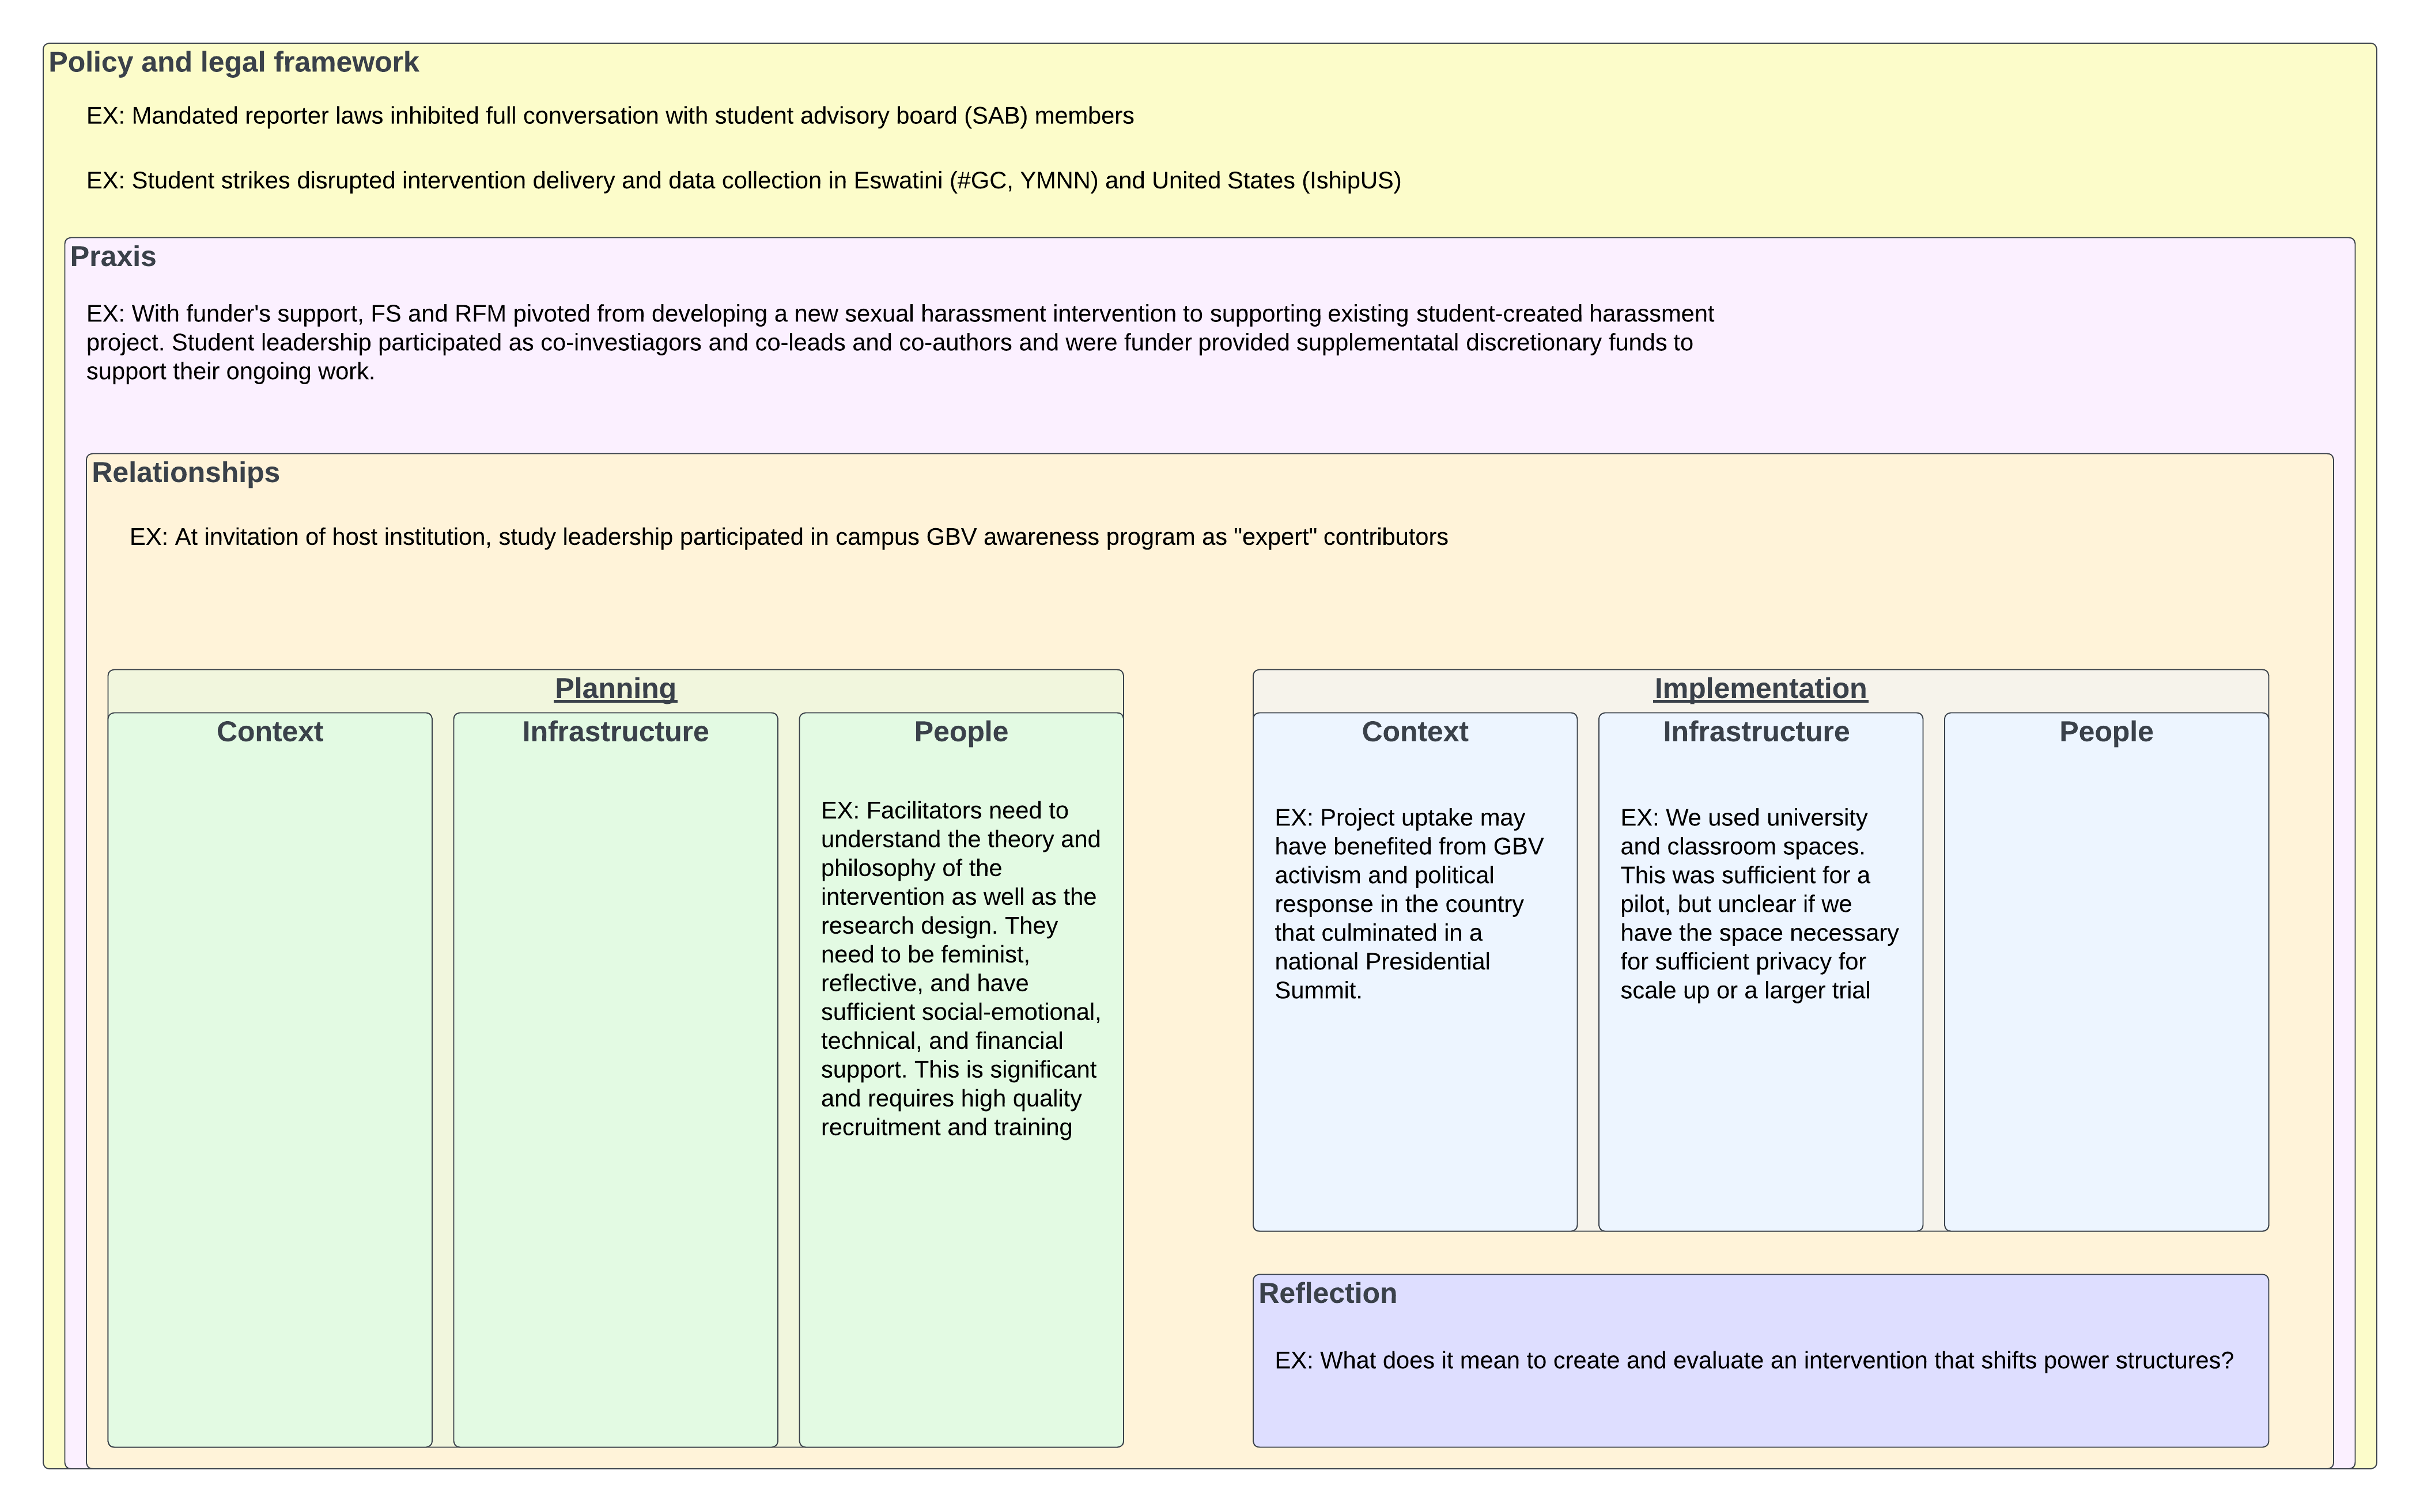 Policy and legal framework
EX: Mandated reporter laws inhibited full conversation with student advisory board (SAB) members
EX: Student strikes disrupted intervention delivery and data collection in Eswatini (#GC, YMNN) and United States (IshipUS)
Praxis
EX: With funder's support, FS and RFM pivoted from developing a new sexual harassment intervention to supporting existing student-created harassment
project. Student leadership participated as co-investiagors and co-leads and co-authors and were funder provided supplementatal discretionary funds to
support their ongoing work.
Relationships
EX: At invitation of host institution, study leadership participated in campus GBV awareness program as "expert" contributors
Planning
Context
Infrastructure
People
EX: Facilitators need to
understand the theory and
philosophy of the
intervention as well as the
research design. They
need to be feminist,
reflective, and have
sufficient social-emotional,
technical, and financial
support. This is significant
and requires high quality
recruitment and training
Implementation
Context
EX: Project uptake may
have benefited from GBV
activism and political
response in the country
that culminated in a
national Presidential
Summit.
Infrastructure
EX: We used university
and classroom spaces.
This was sufficient for a
pilot, but unclear if we
have the space necessary
for sufficient privacy for
scale up or a larger trial
People
Reflection
EX: What does it mean to create and evaluate an intervention that shifts power structures?